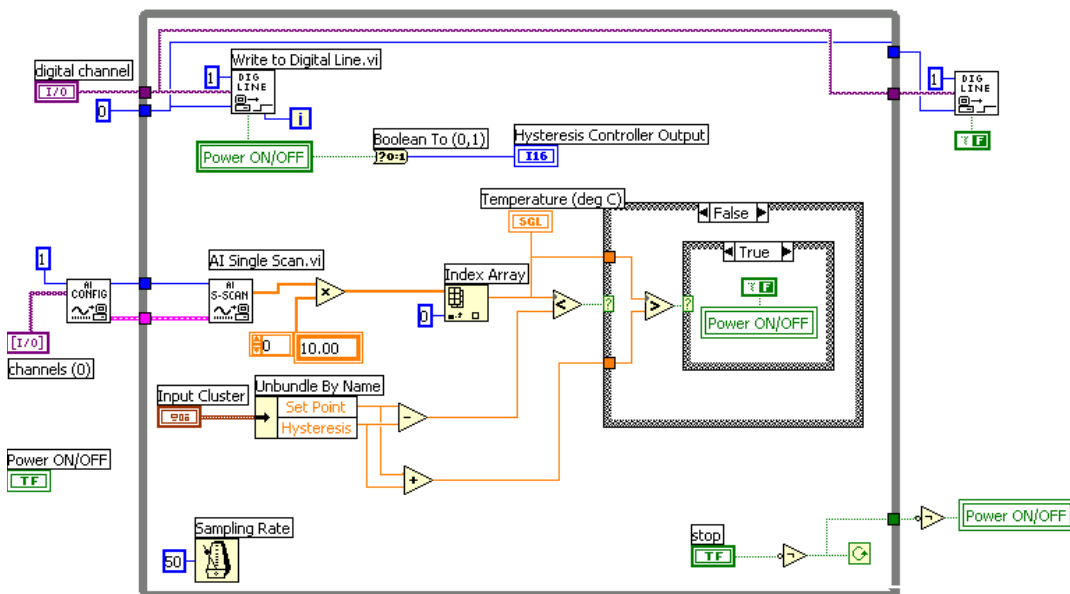 digital channel
I/O
0
1
Write to Digital Line.vi
DIG
LINE
i
Power ON/OFF
Boolean To (0,1)
?0:1
Hysteresis Controller Output
I16
1
DIG
LINE
F
Temperature (deg C)
SGL
False
True
F
Power ON/OFF
1
AI
CONFIG
[I/O]
channels (0)
AI Single Scan.vi
AI
S-SCAN
×
0
10.00
Index Array
0
<
?
>
?
Input Cluster
Unbundle By Name
Set Point
Hysteresis
-
+
Power ON/OFF
TF
Sampling Rate
50
stop
TF
¬
¬
Power ON/OFF